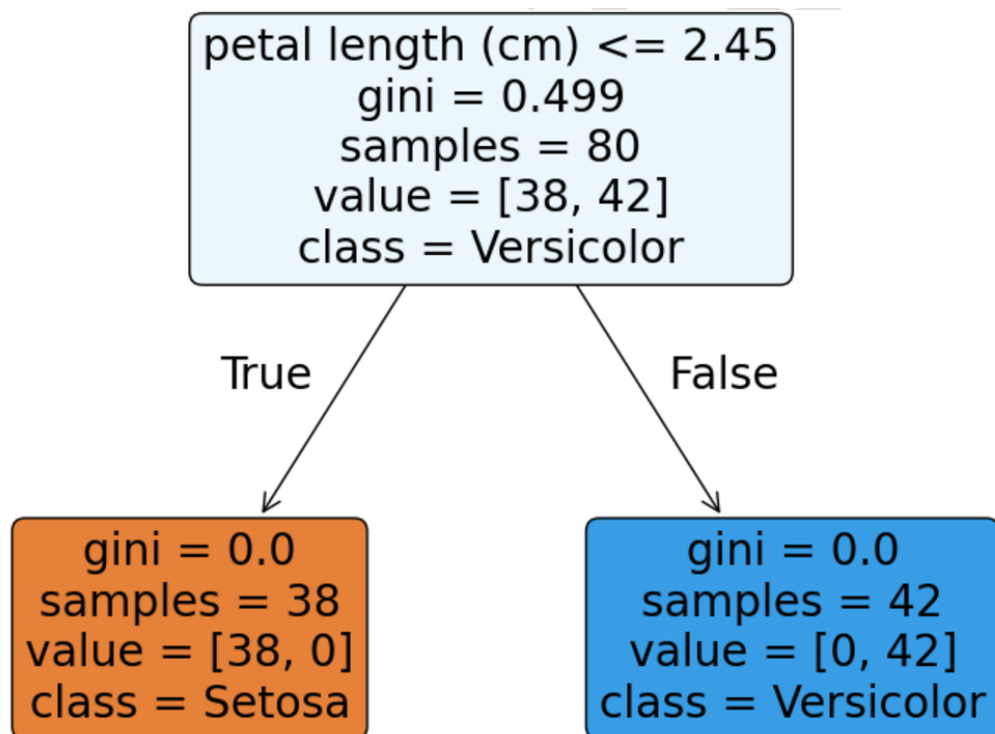 petal length (cm) <= 2.45
gini = 0.499
samples = 80
value = [38, 42]
class = Versicolor
True
False
gini = 0.0
samples = 38
value = [38, 0]
class = Setosa
gini = 0.0
samples = 42
value = [0, 42]
class = Versicolor